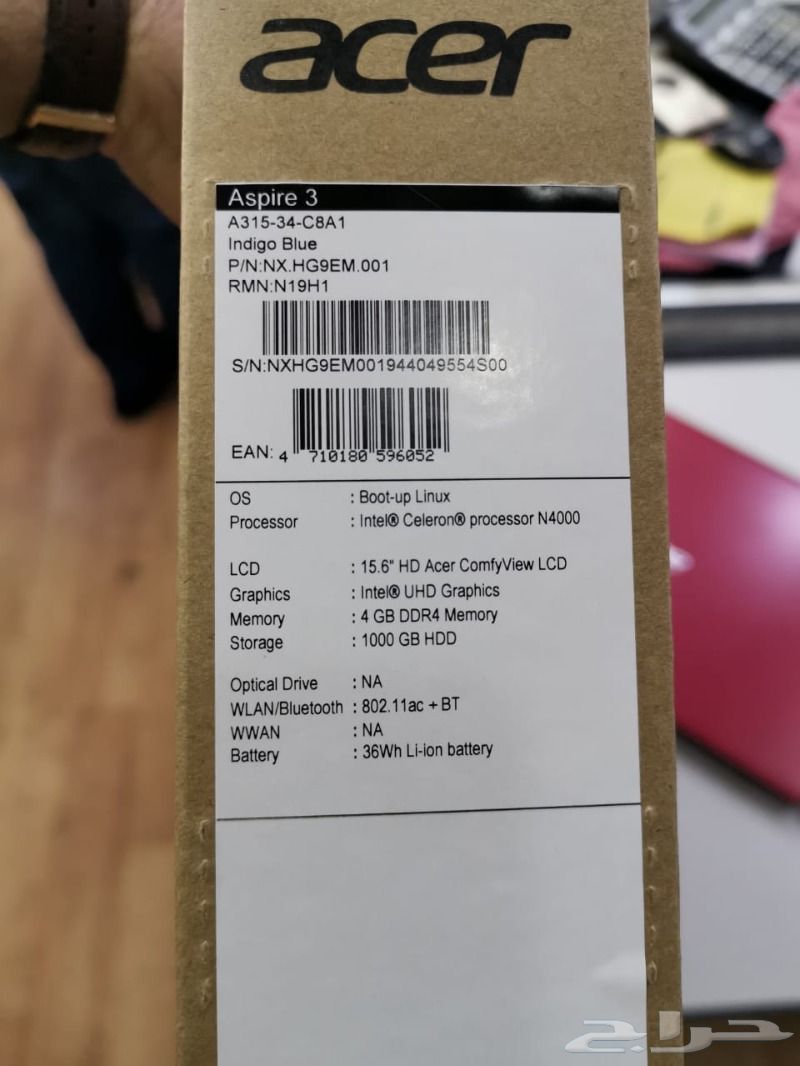 acer
Aspire 3
A315-34-C8A1
Indigo Blue
P/N:NX.HG9EM.001
RMN:N19H1
S/N:NXHG9EM001944049554S00
EAN: 4 710180 596052
OS : Boot-up Linux
Processor : Intel® Celeron® processor N4000
LCD : 15.6" HD Acer ComfyView LCD
Graphics : Intel® UHD Graphics
Memory : 4 GB DDR4 Memory
Storage : 1000 GB HDD
Optical Drive : NA
WLAN/Bluetooth : 802.11ac + BT
WWAN : NA
Battery : 36Wh Li-ion battery
حراج